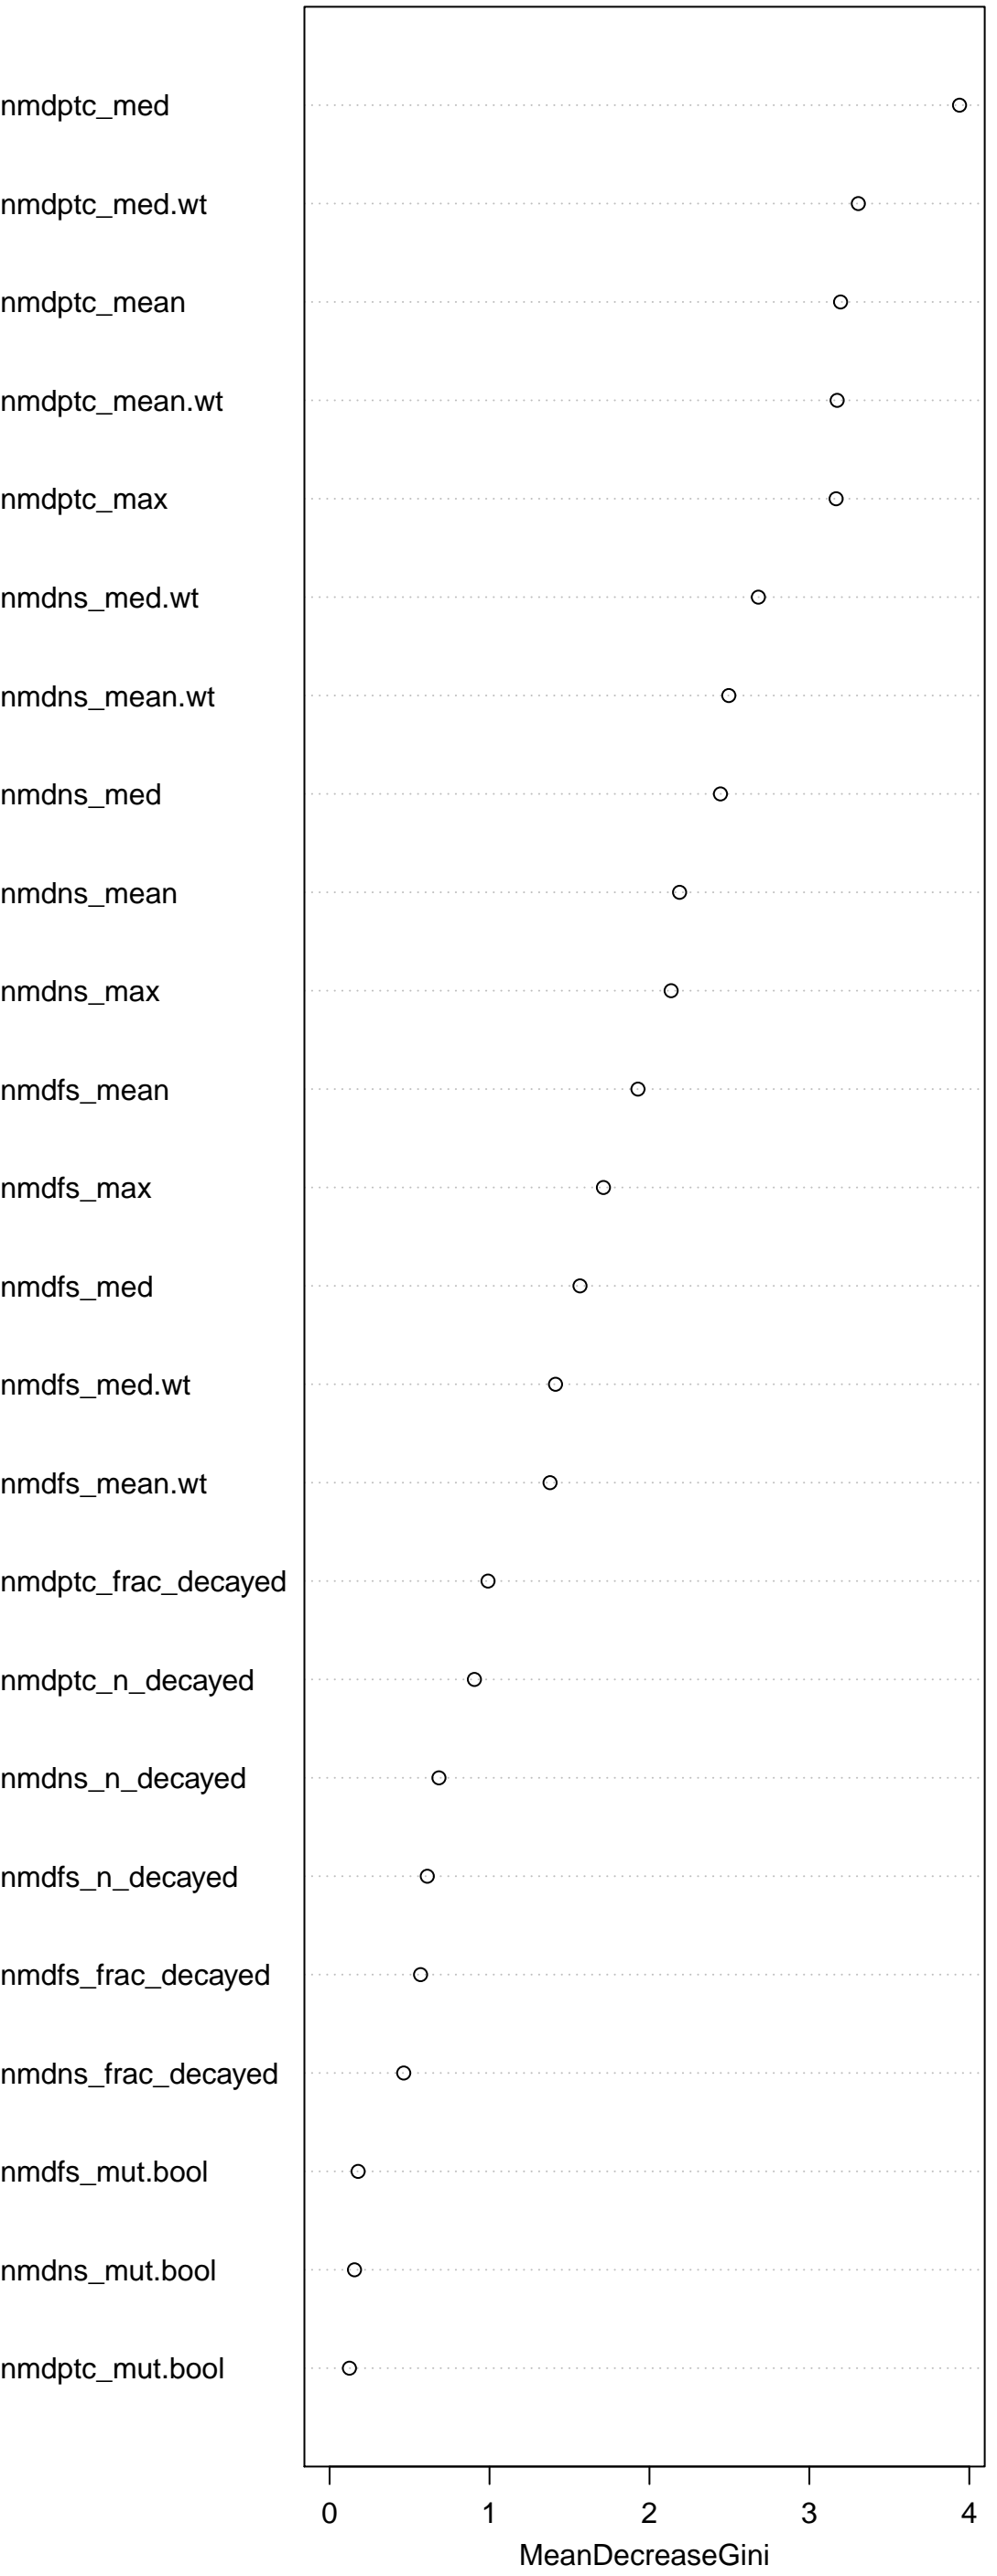 nmdptc_med
nmdptc_med.wt
nmdptc_mean
nmdptc_mean.wt
nmdptc_max
nmdns_med.wt
nmdns_mean.wt
nmdns_med
nmdns_mean
nmdns_max
nmdfs_mean
nmdfs_max
nmdfs_med
nmdfs_med.wt
nmdfs_mean.wt
nmdptc_frac_decayed
nmdptc_n_decayed
nmdns_n_decayed
nmdfs_n_decayed
nmdfs_frac_decayed
nmdns_frac_decayed
nmdfs_mut.bool
nmdns_mut.bool
nmdptc_mut.bool
0 1 2 3 4
MeanDecreaseGini